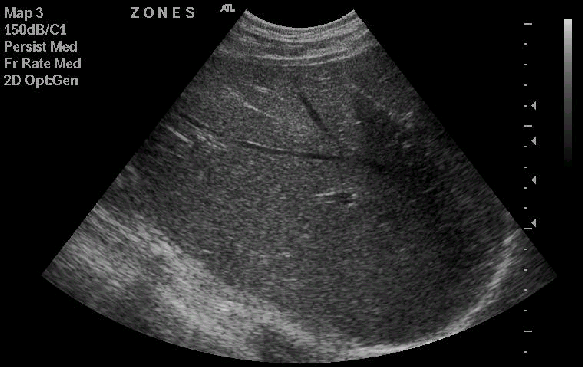 Map 3
150dB/C1
Persist Med
Fr Rate Med
2D Opt:Gen
ZONES
ATL